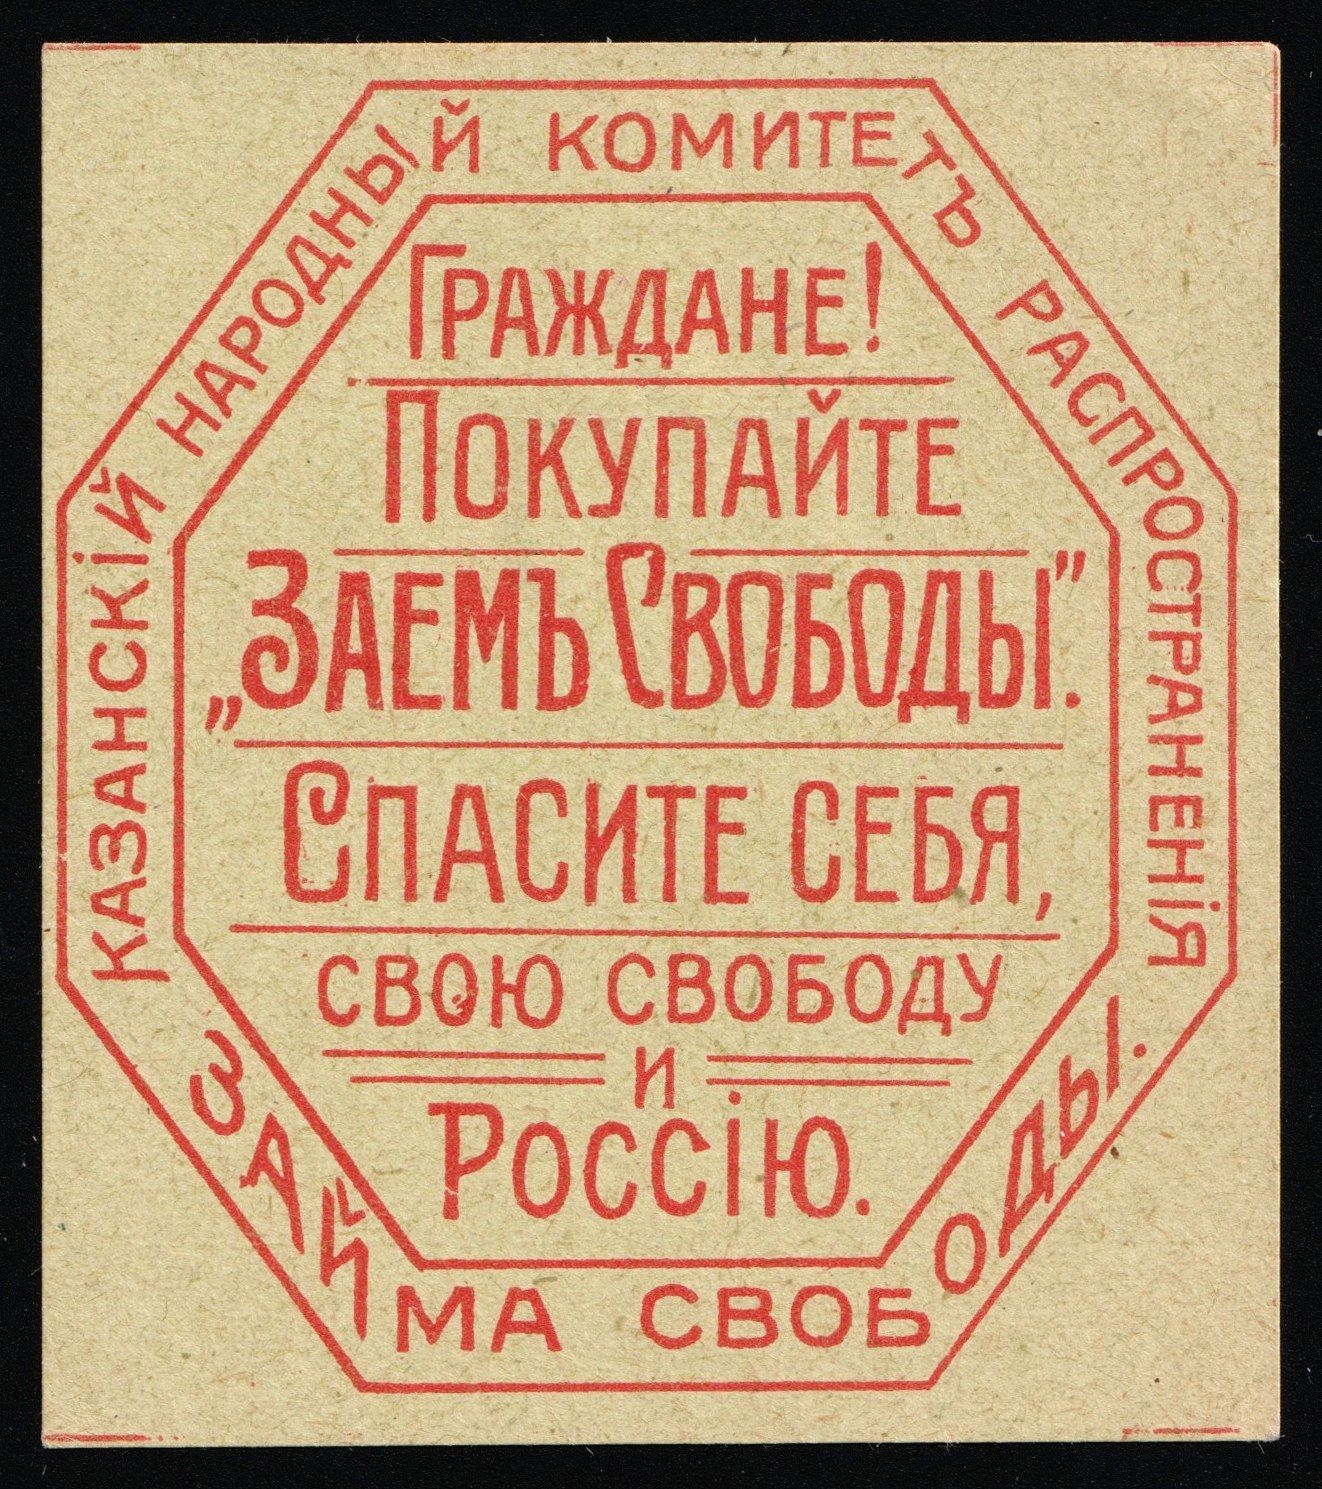 КАЗАНСКІЙ НАРОДНЫЙ КОМИТЕТЪ РАСПРОСТРАНЕНІЯ
ЗАЙМА СВОБОДЫ.
ГРАЖДАНЕ!
ПОКУПАЙТЕ
„ЗАЕМЪ СВОБОДЫ".
СПАСИТЕ СЕБЯ,
СВОЮ СВОБОДУ
И
РОССІЮ.